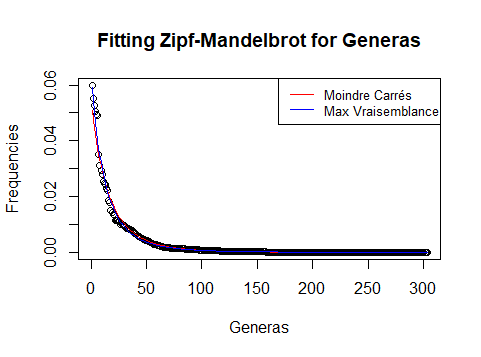 Fitting Zipf-Mandelbrot for Generas
Moindre Carrés
Max Vraisemblance
Frequencies
0.06
0.04
0.02
0.00
0 50 100 150 200 250 300
Generas